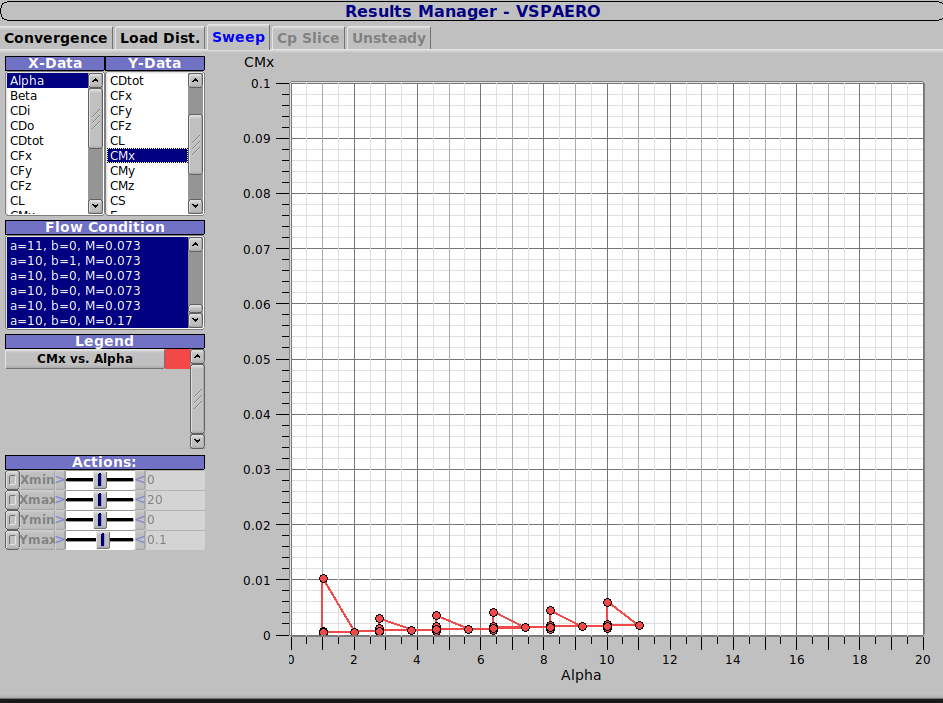 Results Manager - VSPAERO
Convergence Load Dist. Sweep Cp Slice Unsteady
X-Data Y-Data
Alpha
Beta
CDi
CDo
CDtot
CFx
CFy
CFz
CL
CDtot
CFx
CFy
CFz
CL
CMx
CMy
CMz
CS
Flow Condition
a=11, b=0, M=0.073
a=10, b=1, M=0.073
a=10, b=0, M=0.073
a=10, b=0, M=0.073
a=10, b=0, M=0.073
a=10, b=0, M=0.17
Legend
CMx vs. Alpha
Actions:
Xmin > < 0
Xmax > < 20
Ymin > < 0
Ymax > < 0.1
CMx
0.1
0.09
0.08
0.07
0.06
0.05
0.04
0.03
0.02
0.01
0
0 2 4 6 8 10 12 14 16 18 20
Alpha